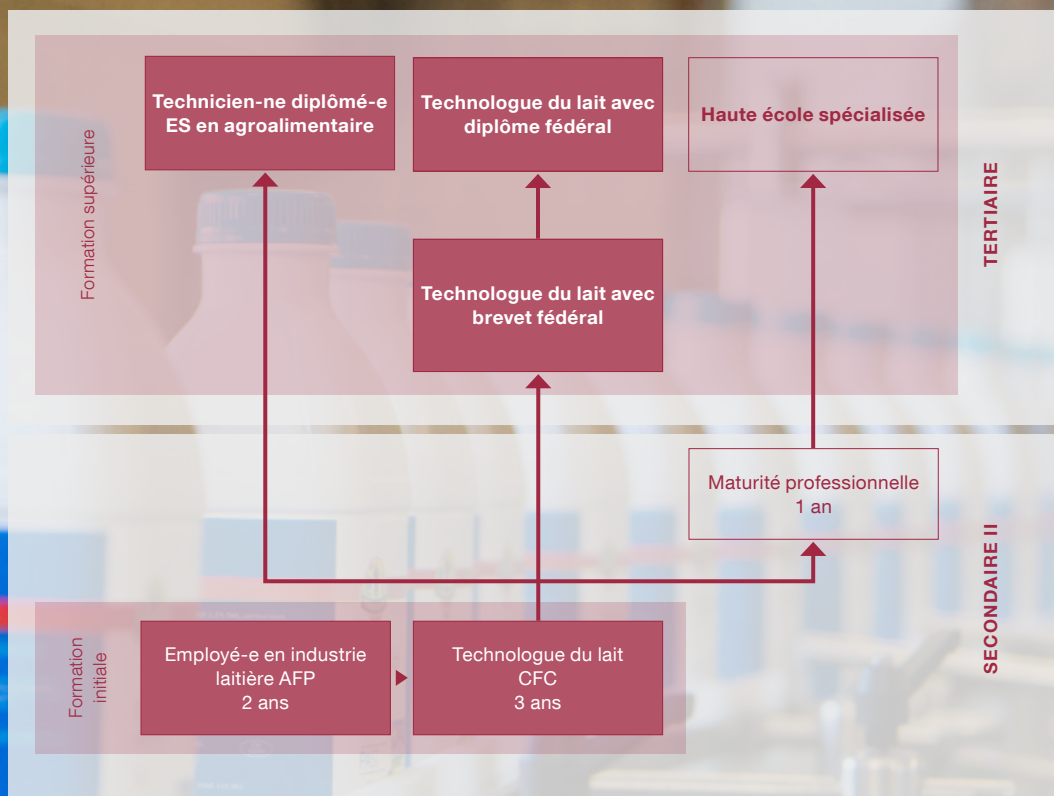 Technicien-ne diplômé-e
ES en agroalimentaire
Technologue du lait avec
diplôme fédéral
Haute école spécialisée
Formation supérieure
TERTIAIRE
Technologue du lait avec
brevet fédéral
Maturité professionnelle
1 an
SECONDAIRE II
Formation
initiale
Employé-e en industrie
laitière AFP
2 ans
Technologue du lait
CFC
3 ans